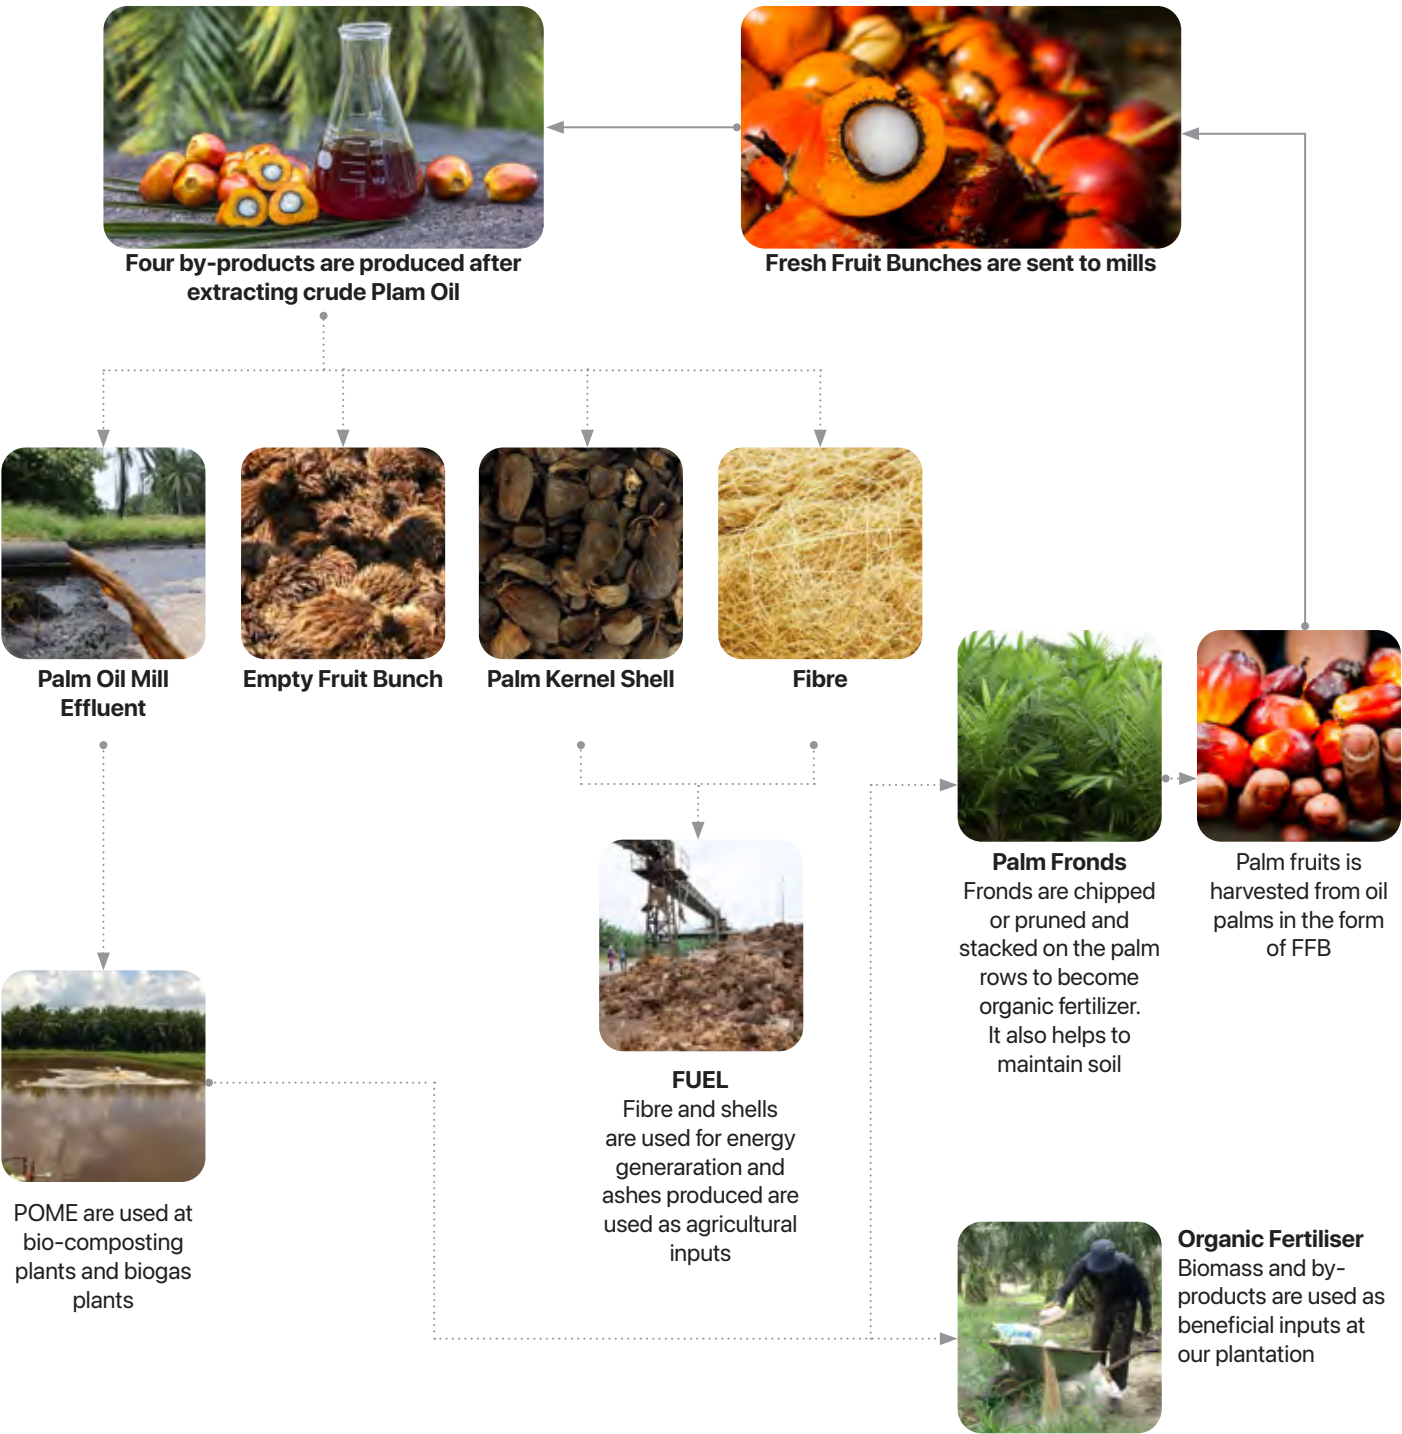 Four by-products are produced after
extracting crude Plam Oil
Fresh Fruit Bunches are sent to mills
Palm Oil Mill
Effluent
Empty Fruit Bunch
Palm Kernel Shell
Fibre
Palm Fronds
Fronds are chipped
or pruned and
stacked on the palm
rows to become
organic fertilizer.
It also helps to
maintain soil
Palm fruits is
harvested from oil
palms in the form
of FFB
FUEL
Fibre and shells
are used for energy
generaration and
ashes produced are
used as agricultural
inputs
POME are used at
bio-composting
plants and biogas
plants
Organic Fertiliser
Biomass and by-
products are used as
beneficial inputs at
our plantation